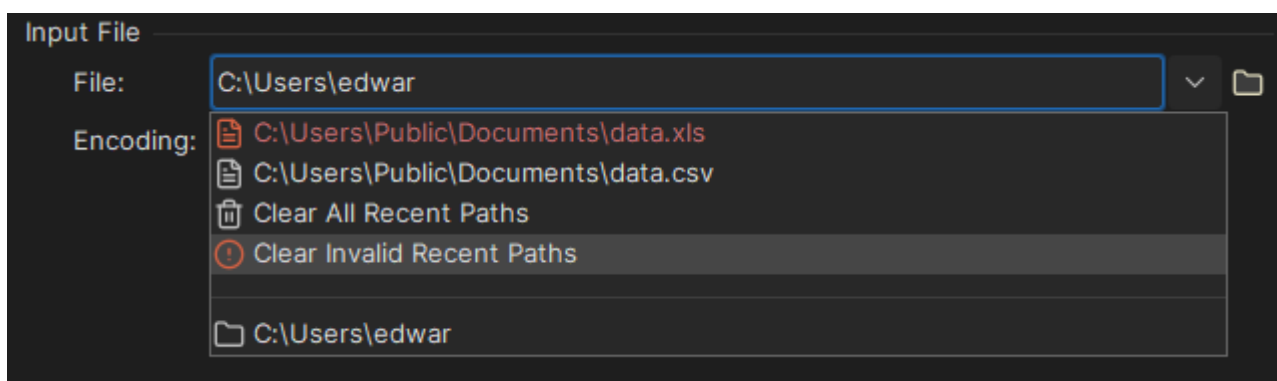 Input File
File: C:\Users\edwar
Encoding:
C:\Users\Public\Documents\data.xls
C:\Users\Public\Documents\data.csv
Clear All Recent Paths
Clear Invalid Recent Paths
C:\Users\edwar